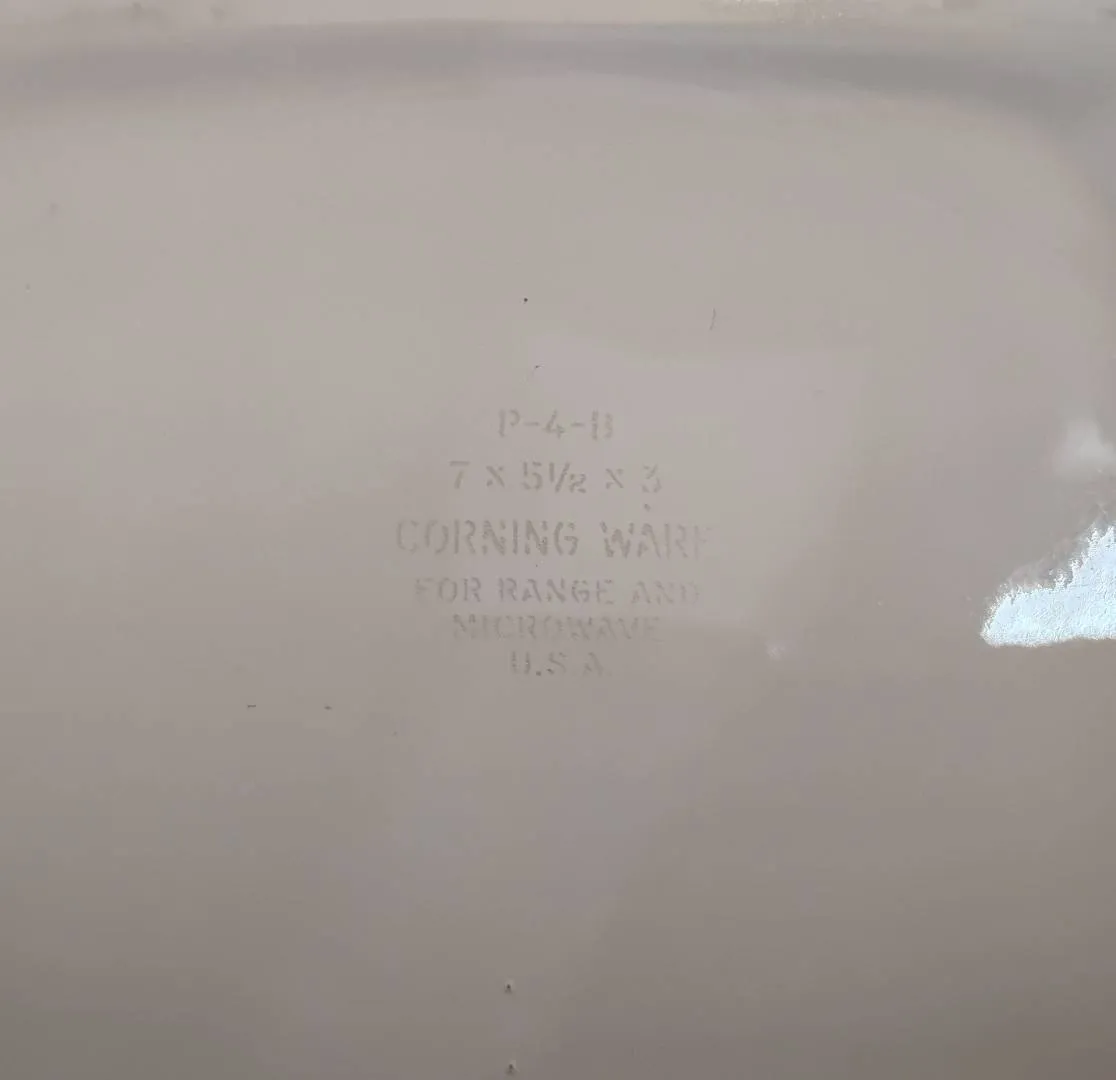 P-4-B
7 x 5½ x 3
CORNING WARE
FOR RANGE AND
MICROWAVE
U.S.A.